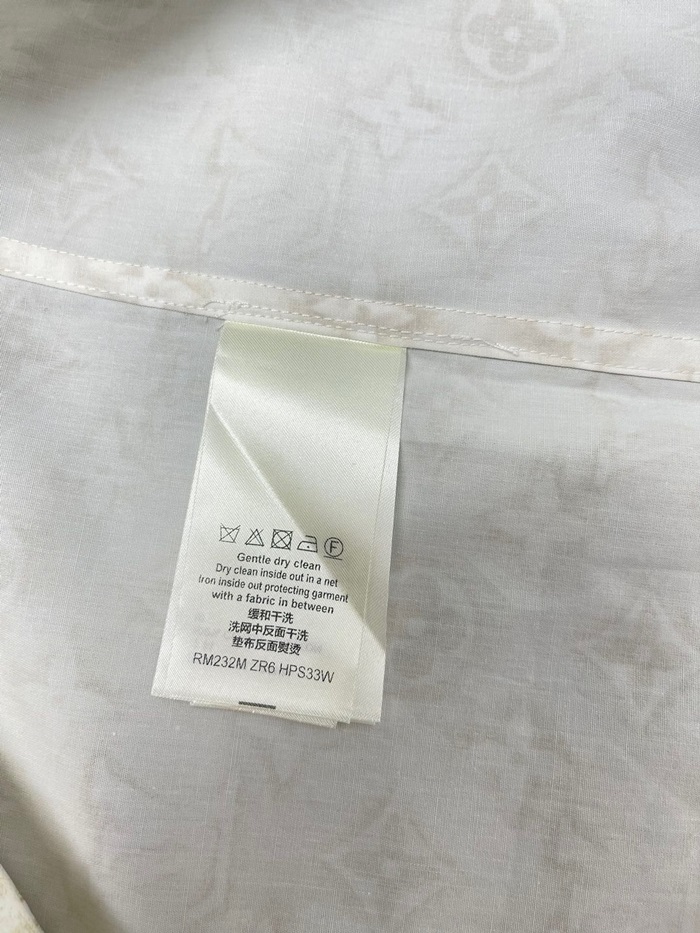 F
Gentle dry clean
Dry clean inside out in a net
Iron inside out protecting garment
with a fabric in between
缓和干洗
洗网中反面干洗
垫布反面熨烫
RM232M ZR6 HPS33W